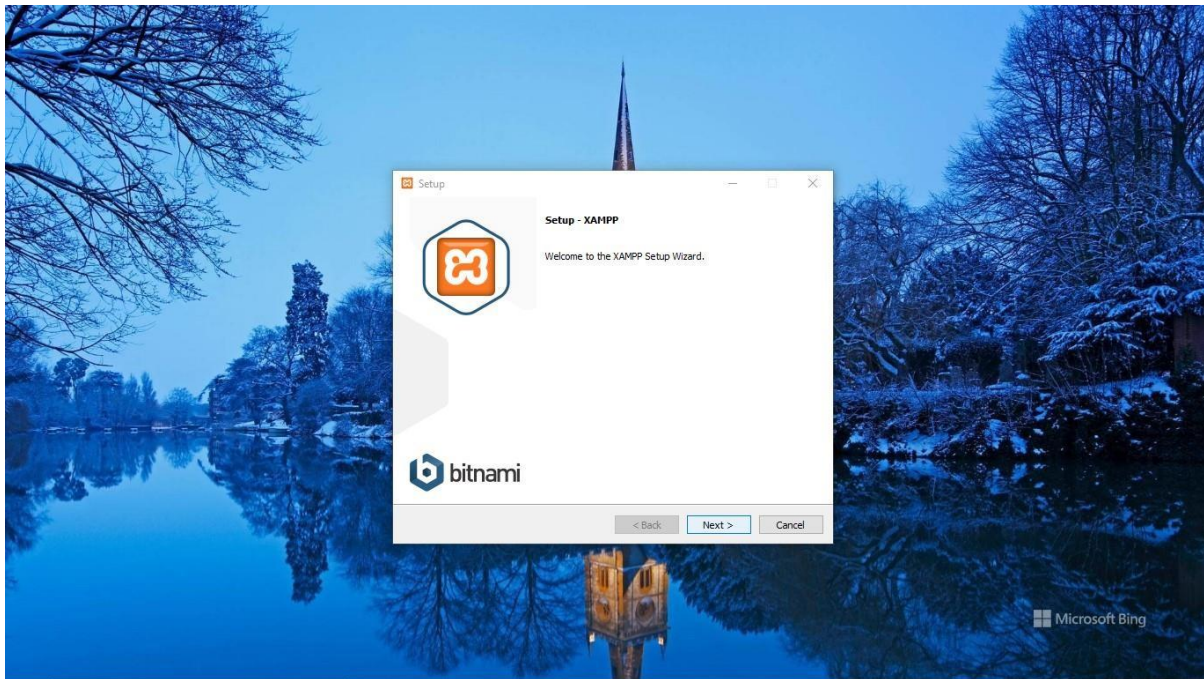 Setup
Setup - XAMPP
Welcome to the XAMPP Setup Wizard.
bitnami
< Back
Next >
Cancel
Microsoft Bing